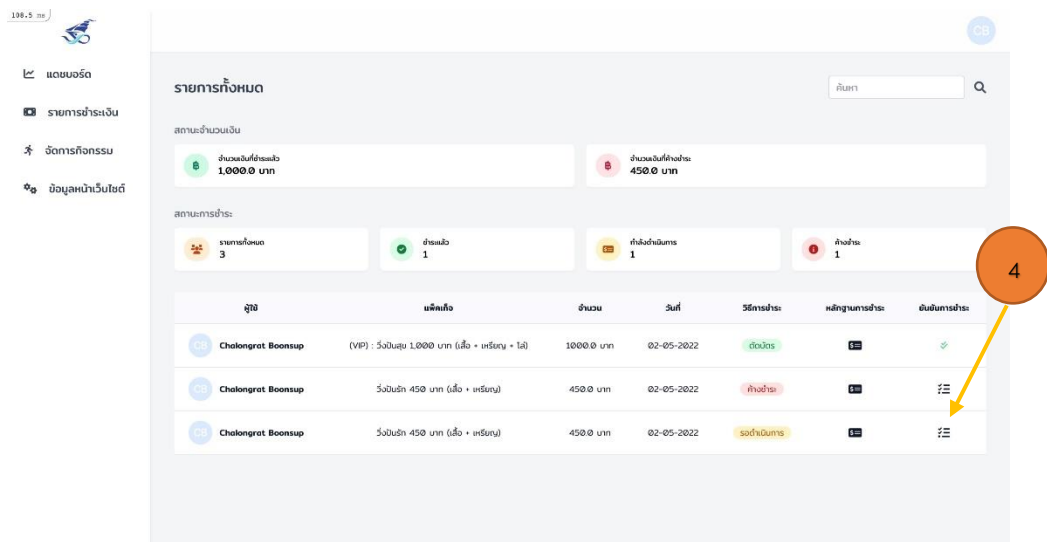 198.5 ms
CB
แดชบอร์ด
รายการชำระเงิน
จัดการกิจกรรม
ข้อมูลหน้าเว็บไซต์
รายการทั้งหมด
ค้นหา
สถานะจำนวนเงิน
จำนวนเงินที่ชำระแล้ว
1,000.0 บาท
จำนวนเงินที่ค้างชำระ
450.0 บาท
สถานะการชำระ
รายการทั้งหมด
3
ชำระแล้ว
1
กำลังดำเนินการ
1
ค้างชำระ
1
4
ผู้ใช้ แพ็คเกจ จำนวน วันที่ วิธีการชำระ หลักฐานการชำระ ยืนยันการชำระ
CB Chalongrat Boonsup (VIP) : วิ่งปันสุข 1,000 บาท (เสื้อ + เหรียญ + โล่) 1000.0 บาท 02-05-2022 ตัดบัตร
CB Chalongrat Boonsup วิ่งปันรัก 450 บาท (เสื้อ + เหรียญ) 450.0 บาท 02-05-2022 ค้างชำระ
CB Chalongrat Boonsup วิ่งปันรัก 450 บาท (เสื้อ + เหรียญ) 450.0 บาท 02-05-2022 รอดำเนินการ